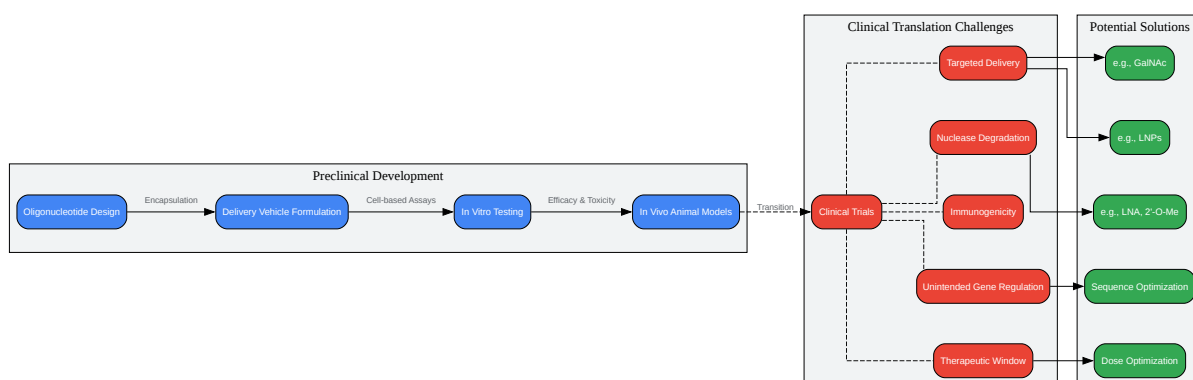 Clinical Translation Challenges
Potential Solutions
Targeted Delivery
e.g., GalNAc
Nuclease Degradation
e.g., LNPs
Preclinical Development
Oligonucleotide Design
Encapsulation
Delivery Vehicle Formulation
Cell-based Assays
In Vitro Testing
Efficacy & Toxicity
In Vivo Animal Models
Transition
Clinical Trials
Immunogenicity
e.g., LNA, 2'-O-Me
Unintended Gene Regulation
Sequence Optimization
Therapeutic Window
Dose Optimization